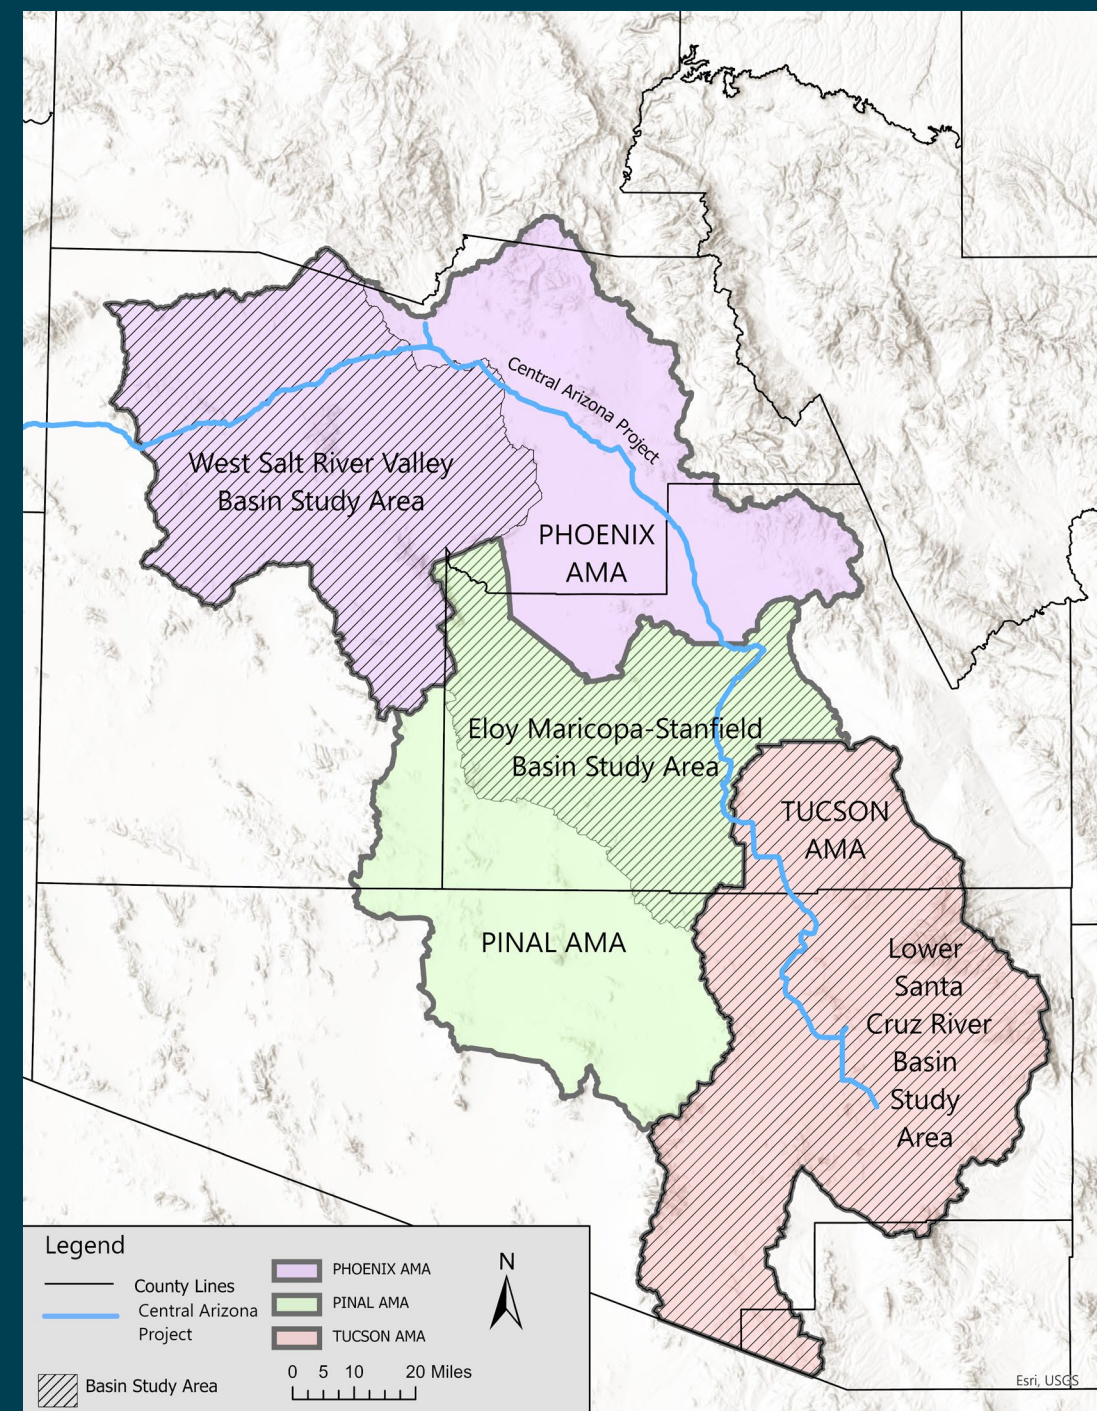 Central Arizona Project
West Salt River Valley
Basin Study Area
PHOENIX
AMA
Eloy Maricopa-Stanfield
Basin Study Area
TUCSON
AMA
PINAL AMA
Lower
Santa
Cruz River
Basin
Study
Area
Legend
County Lines
Central Arizona
Project
Basin Study Area
PHOENIX AMA
PINAL AMA
TUCSON AMA
0 5 10 20 Miles
N
Esri, USGS